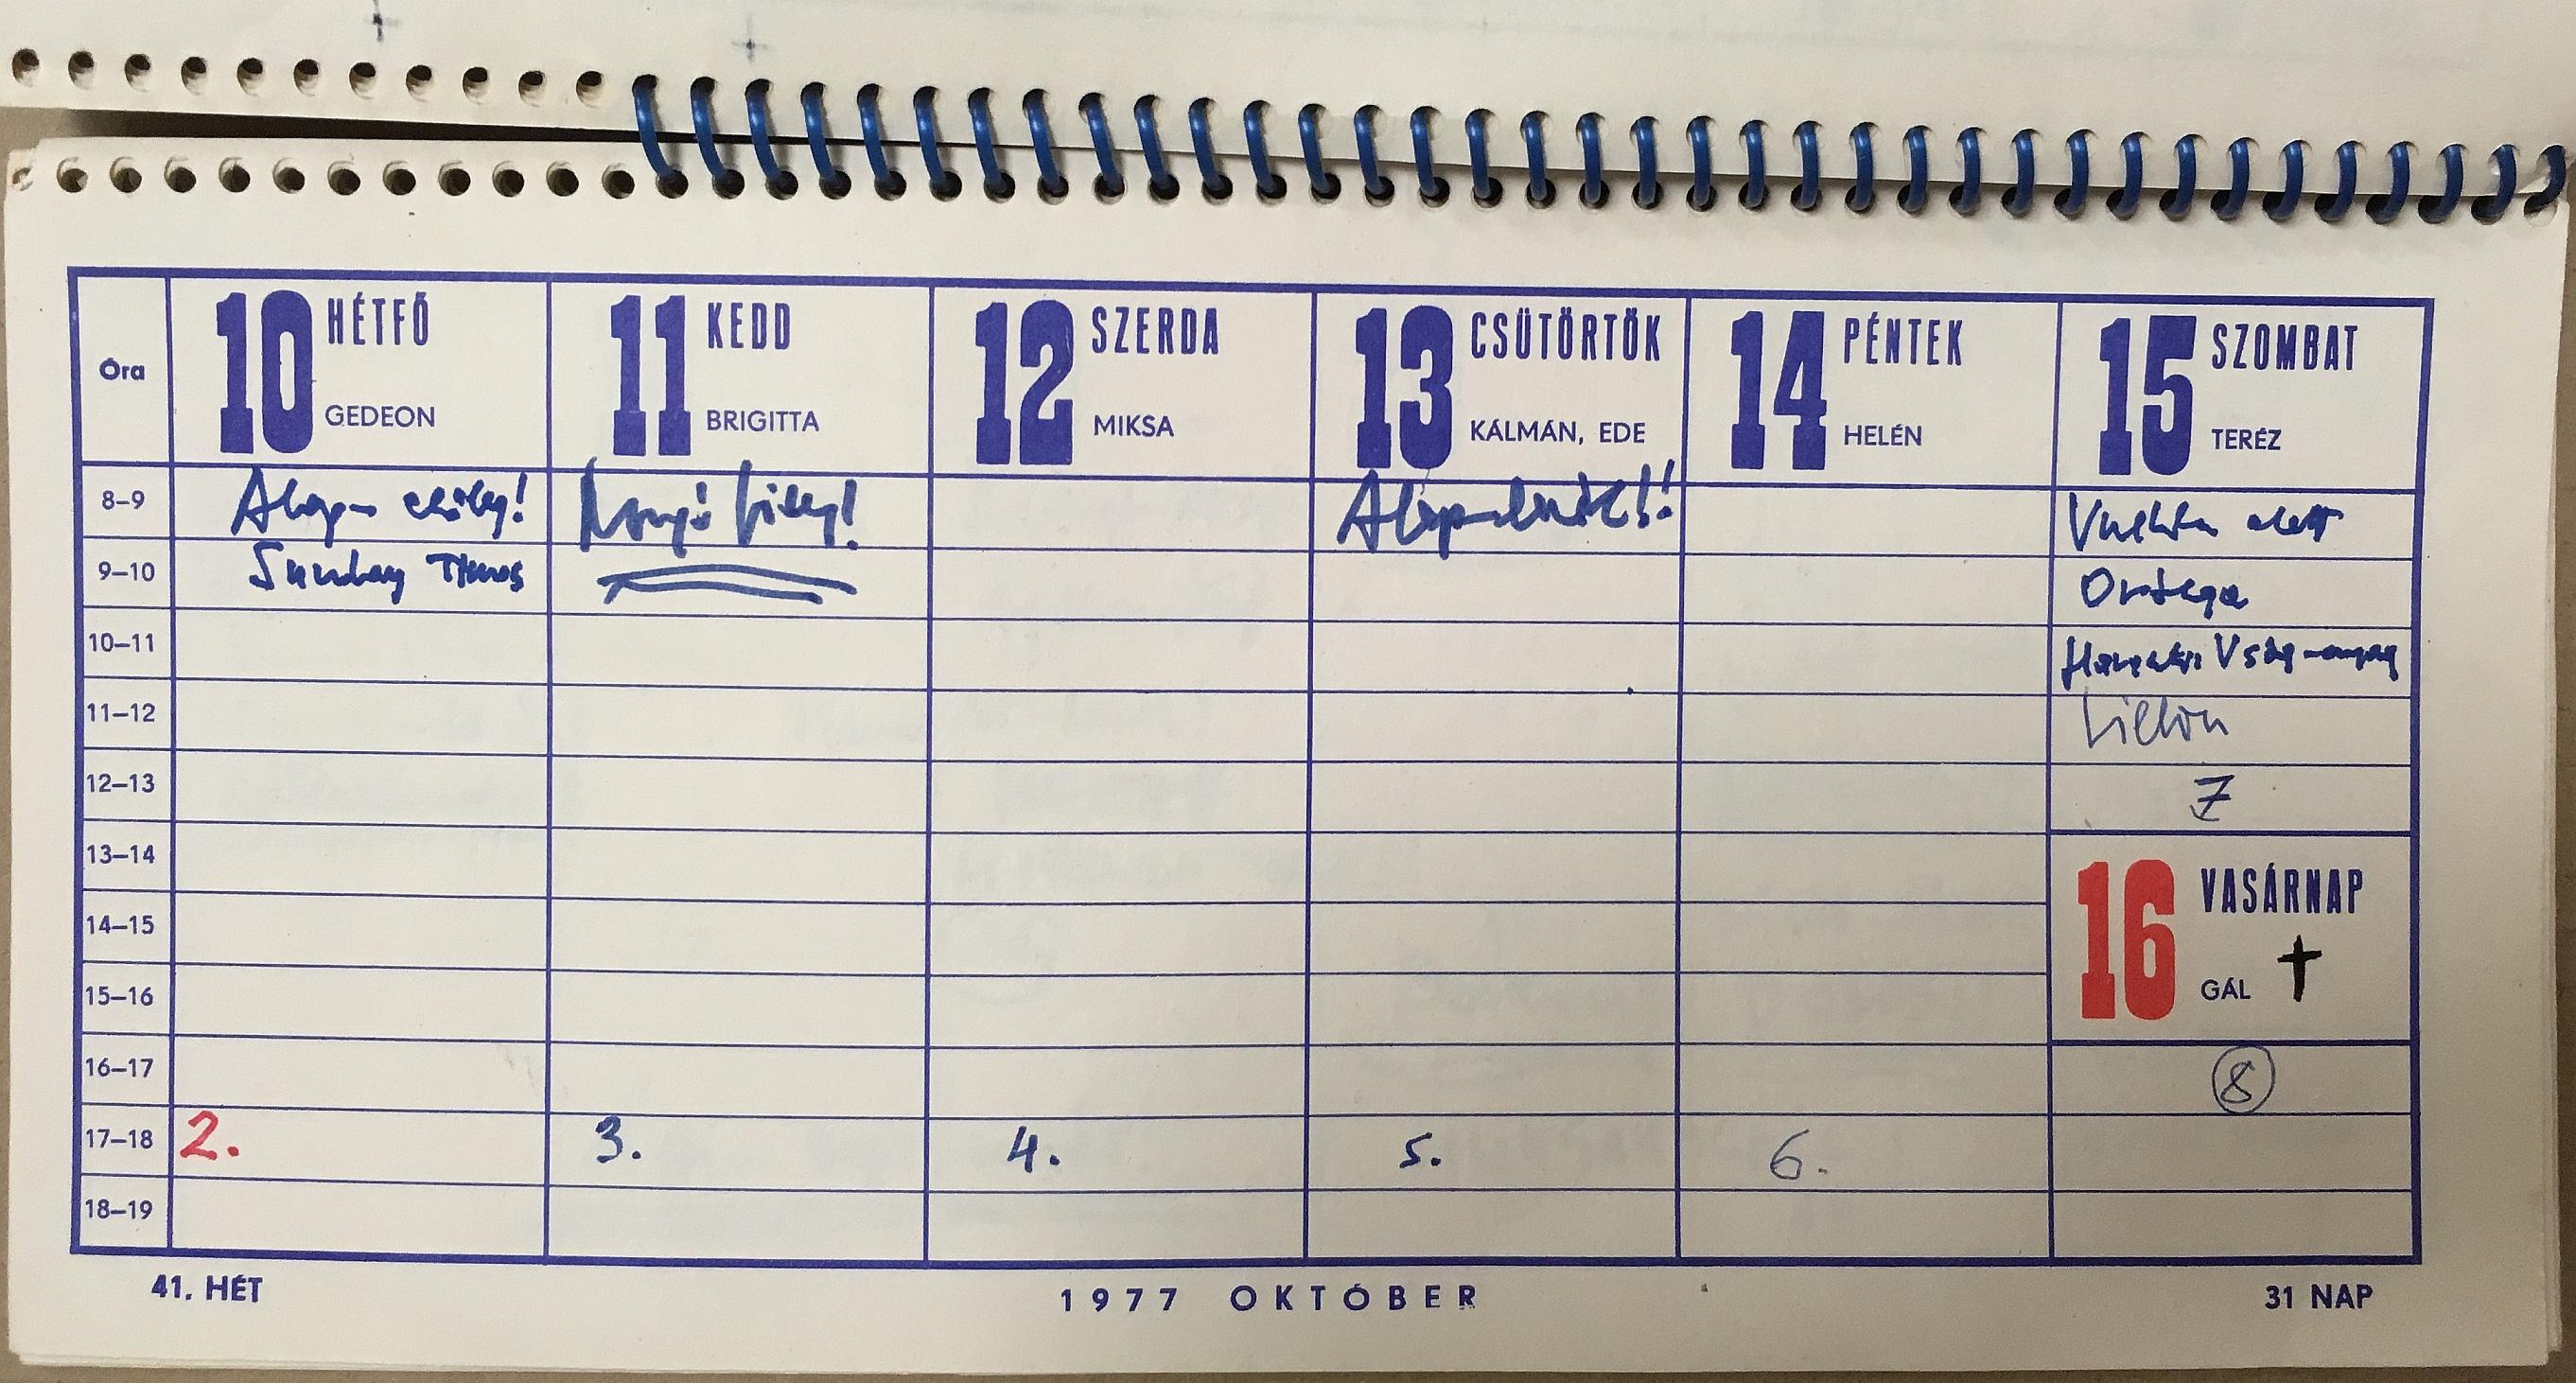 Óra
10 HÉTFŐ
GEDEON
11 KEDD
BRIGITTA
12 SZERDA
MIKSA
13 CSÜTÖRTÖK
KÁLMÁN, EDE
14 PÉNTEK
HELÉN
15 SZOMBAT
TERÉZ
8–9
9–10
Sunday Times
Ortega
10–11
11–12
12–13
7
13–14
16 VASÁRNAP
GÁL †
14–15
15–16
16–17
8
17–18
2.
3.
4.
5.
6.
18–19
41. HÉT
1977 OKTÓBER
31 NAP